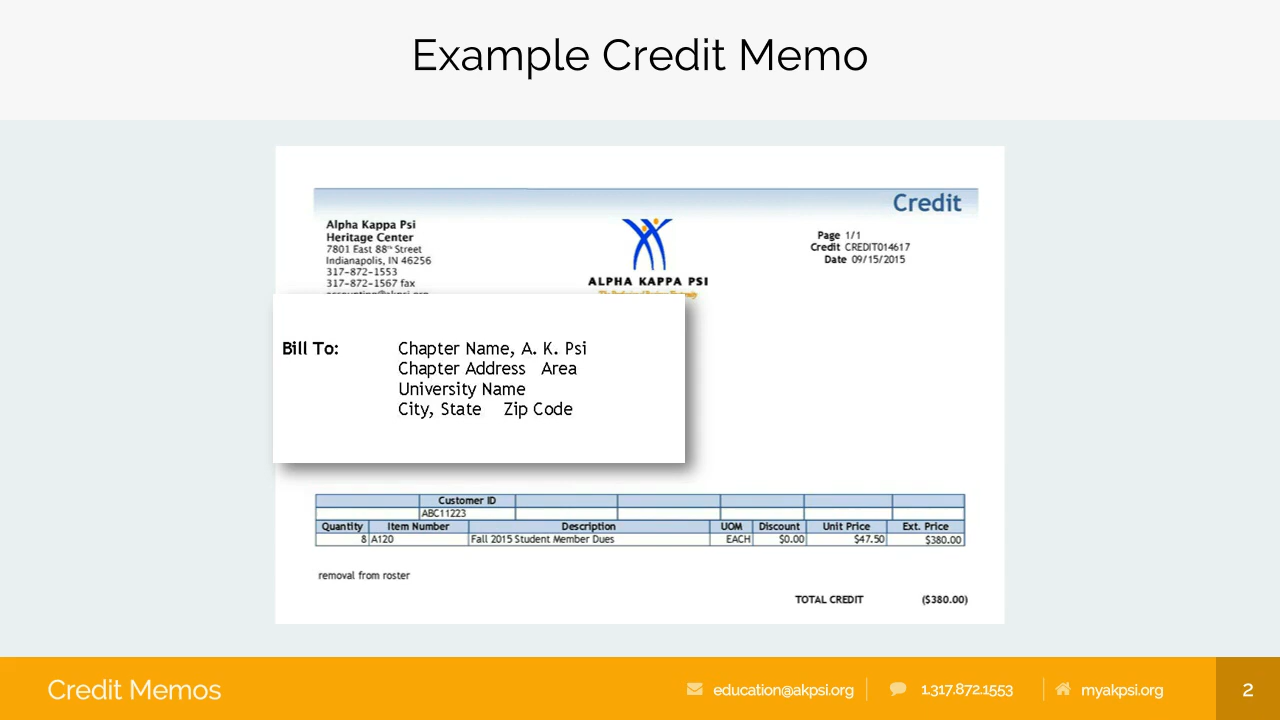 Example Credit Memo
Credit
Alpha Kappa Psi
Heritage Center
7801 East 88th Street
Indianapolis, IN 46256
317-872-1553
317-872-1567 fax
accounting@akpsi.org
ALPHA KAPPA PSI
Page 1/1
Credit CREDIT014617
Date 09/15/2015
Bill To: Chapter Name, A. K. Psi
Chapter Address Area
University Name
City, State Zip Code
Customer ID
ABC11223
Quantity Item Number Description UOM Discount Unit Price Ext. Price
8 A120 Fall 2015 Student Member Dues EACH $0.00 $47.50 $380.00
removal from roster
TOTAL CREDIT ($380.00)
Credit Memos education@akpsi.org 1.317.872.1553 myakpsi.org 2